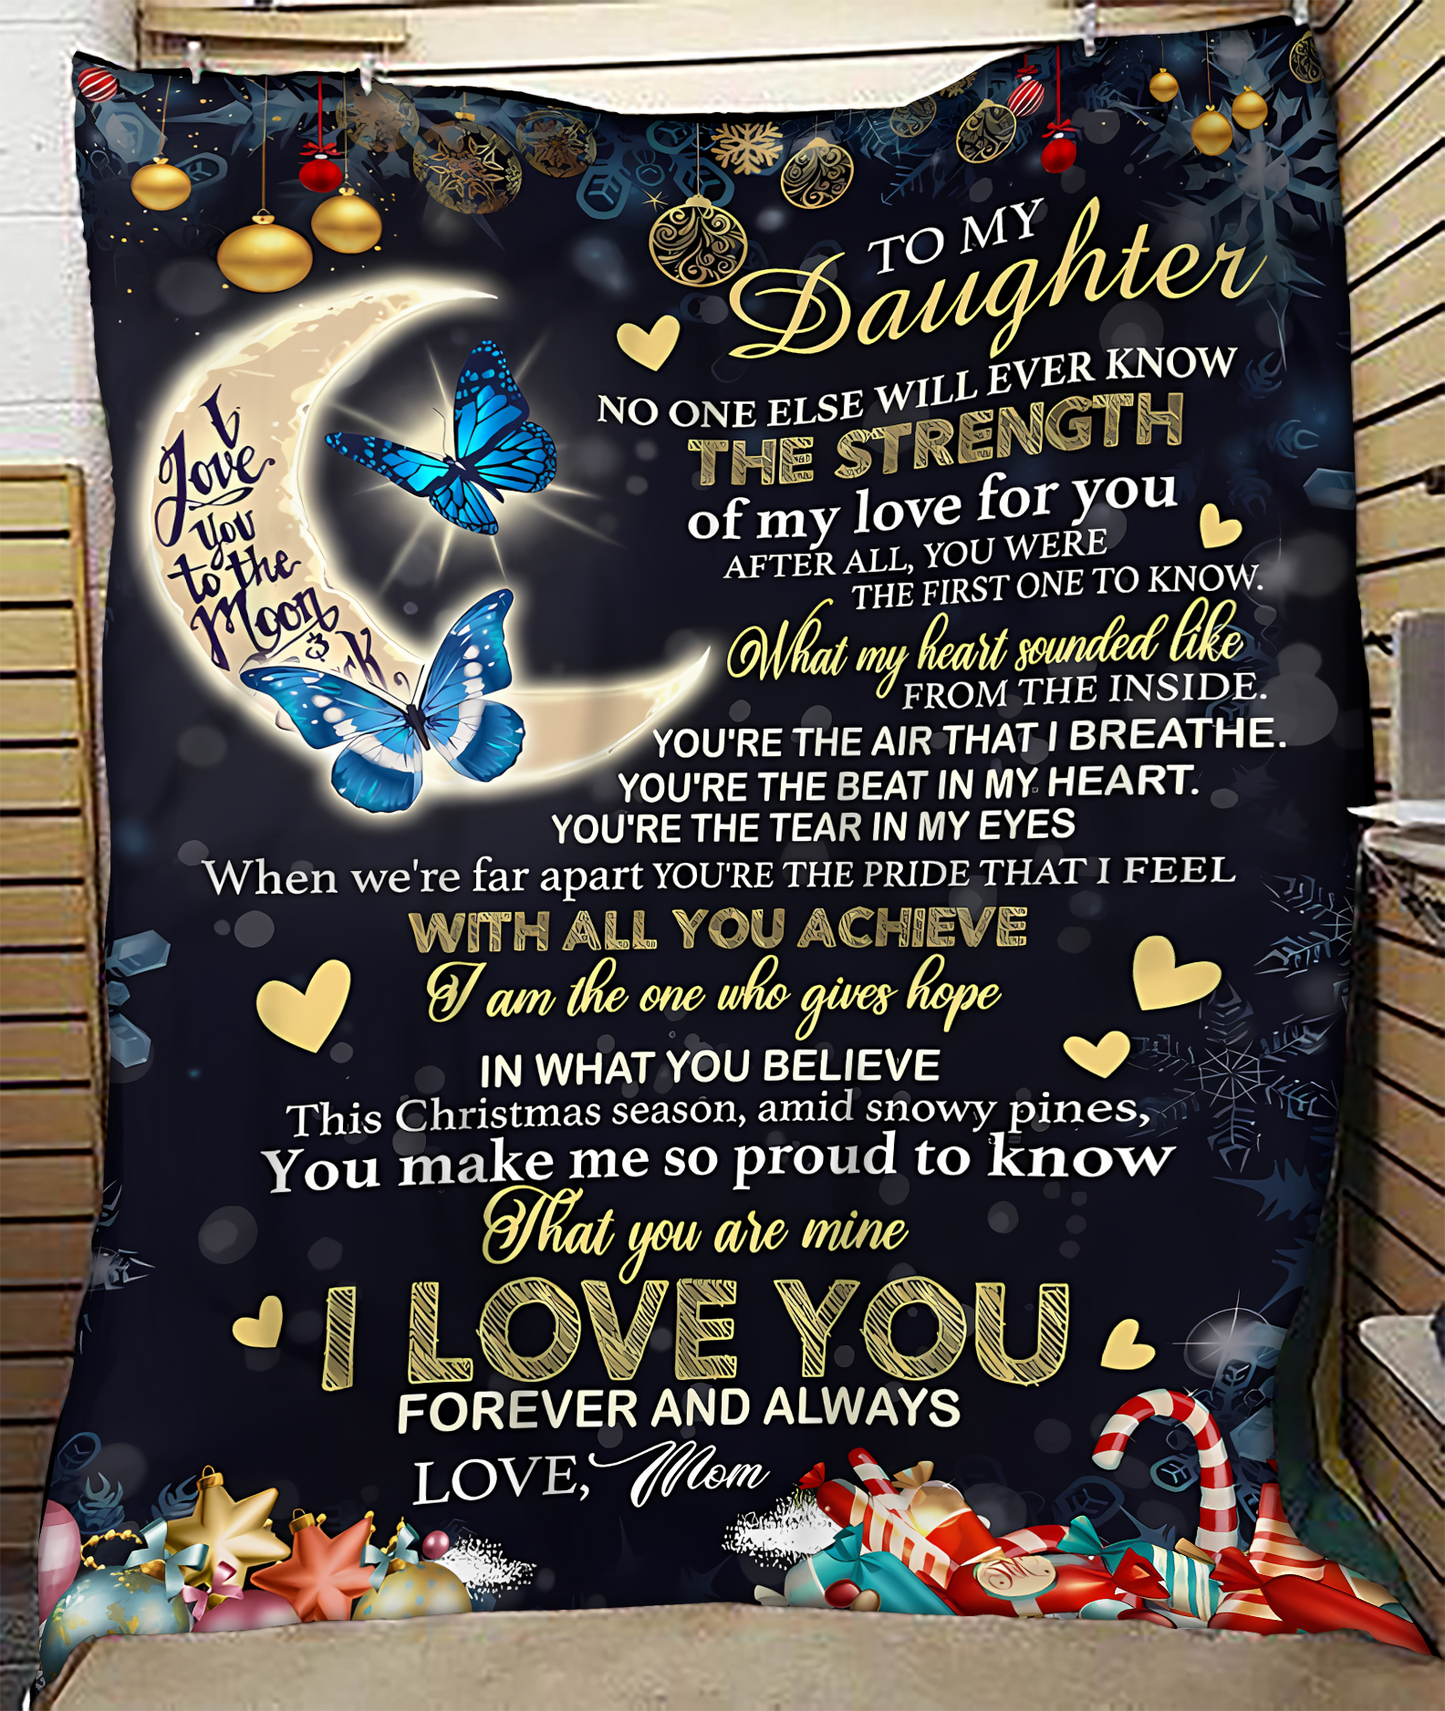 I
Love
You
to the
Moon
& K
TO MY
Daughter
NO ONE ELSE WILL EVER KNOW
THE STRENGTH
of my love for you
AFTER ALL, YOU WERE
THE FIRST ONE TO KNOW.
What my heart sounded like
FROM THE INSIDE.
YOU'RE THE AIR THAT I BREATHE.
YOU'RE THE BEAT IN MY HEART.
YOU'RE THE TEAR IN MY EYES
When we're far apart YOU'RE THE PRIDE THAT I FEEL
WITH ALL YOU ACHIEVE
I am the one who gives hope
IN WHAT YOU BELIEVE
This Christmas season, amid snowy pines,
You make me so proud to know
That you are mine
I LOVE YOU
FOREVER AND ALWAYS
LOVE, Mom